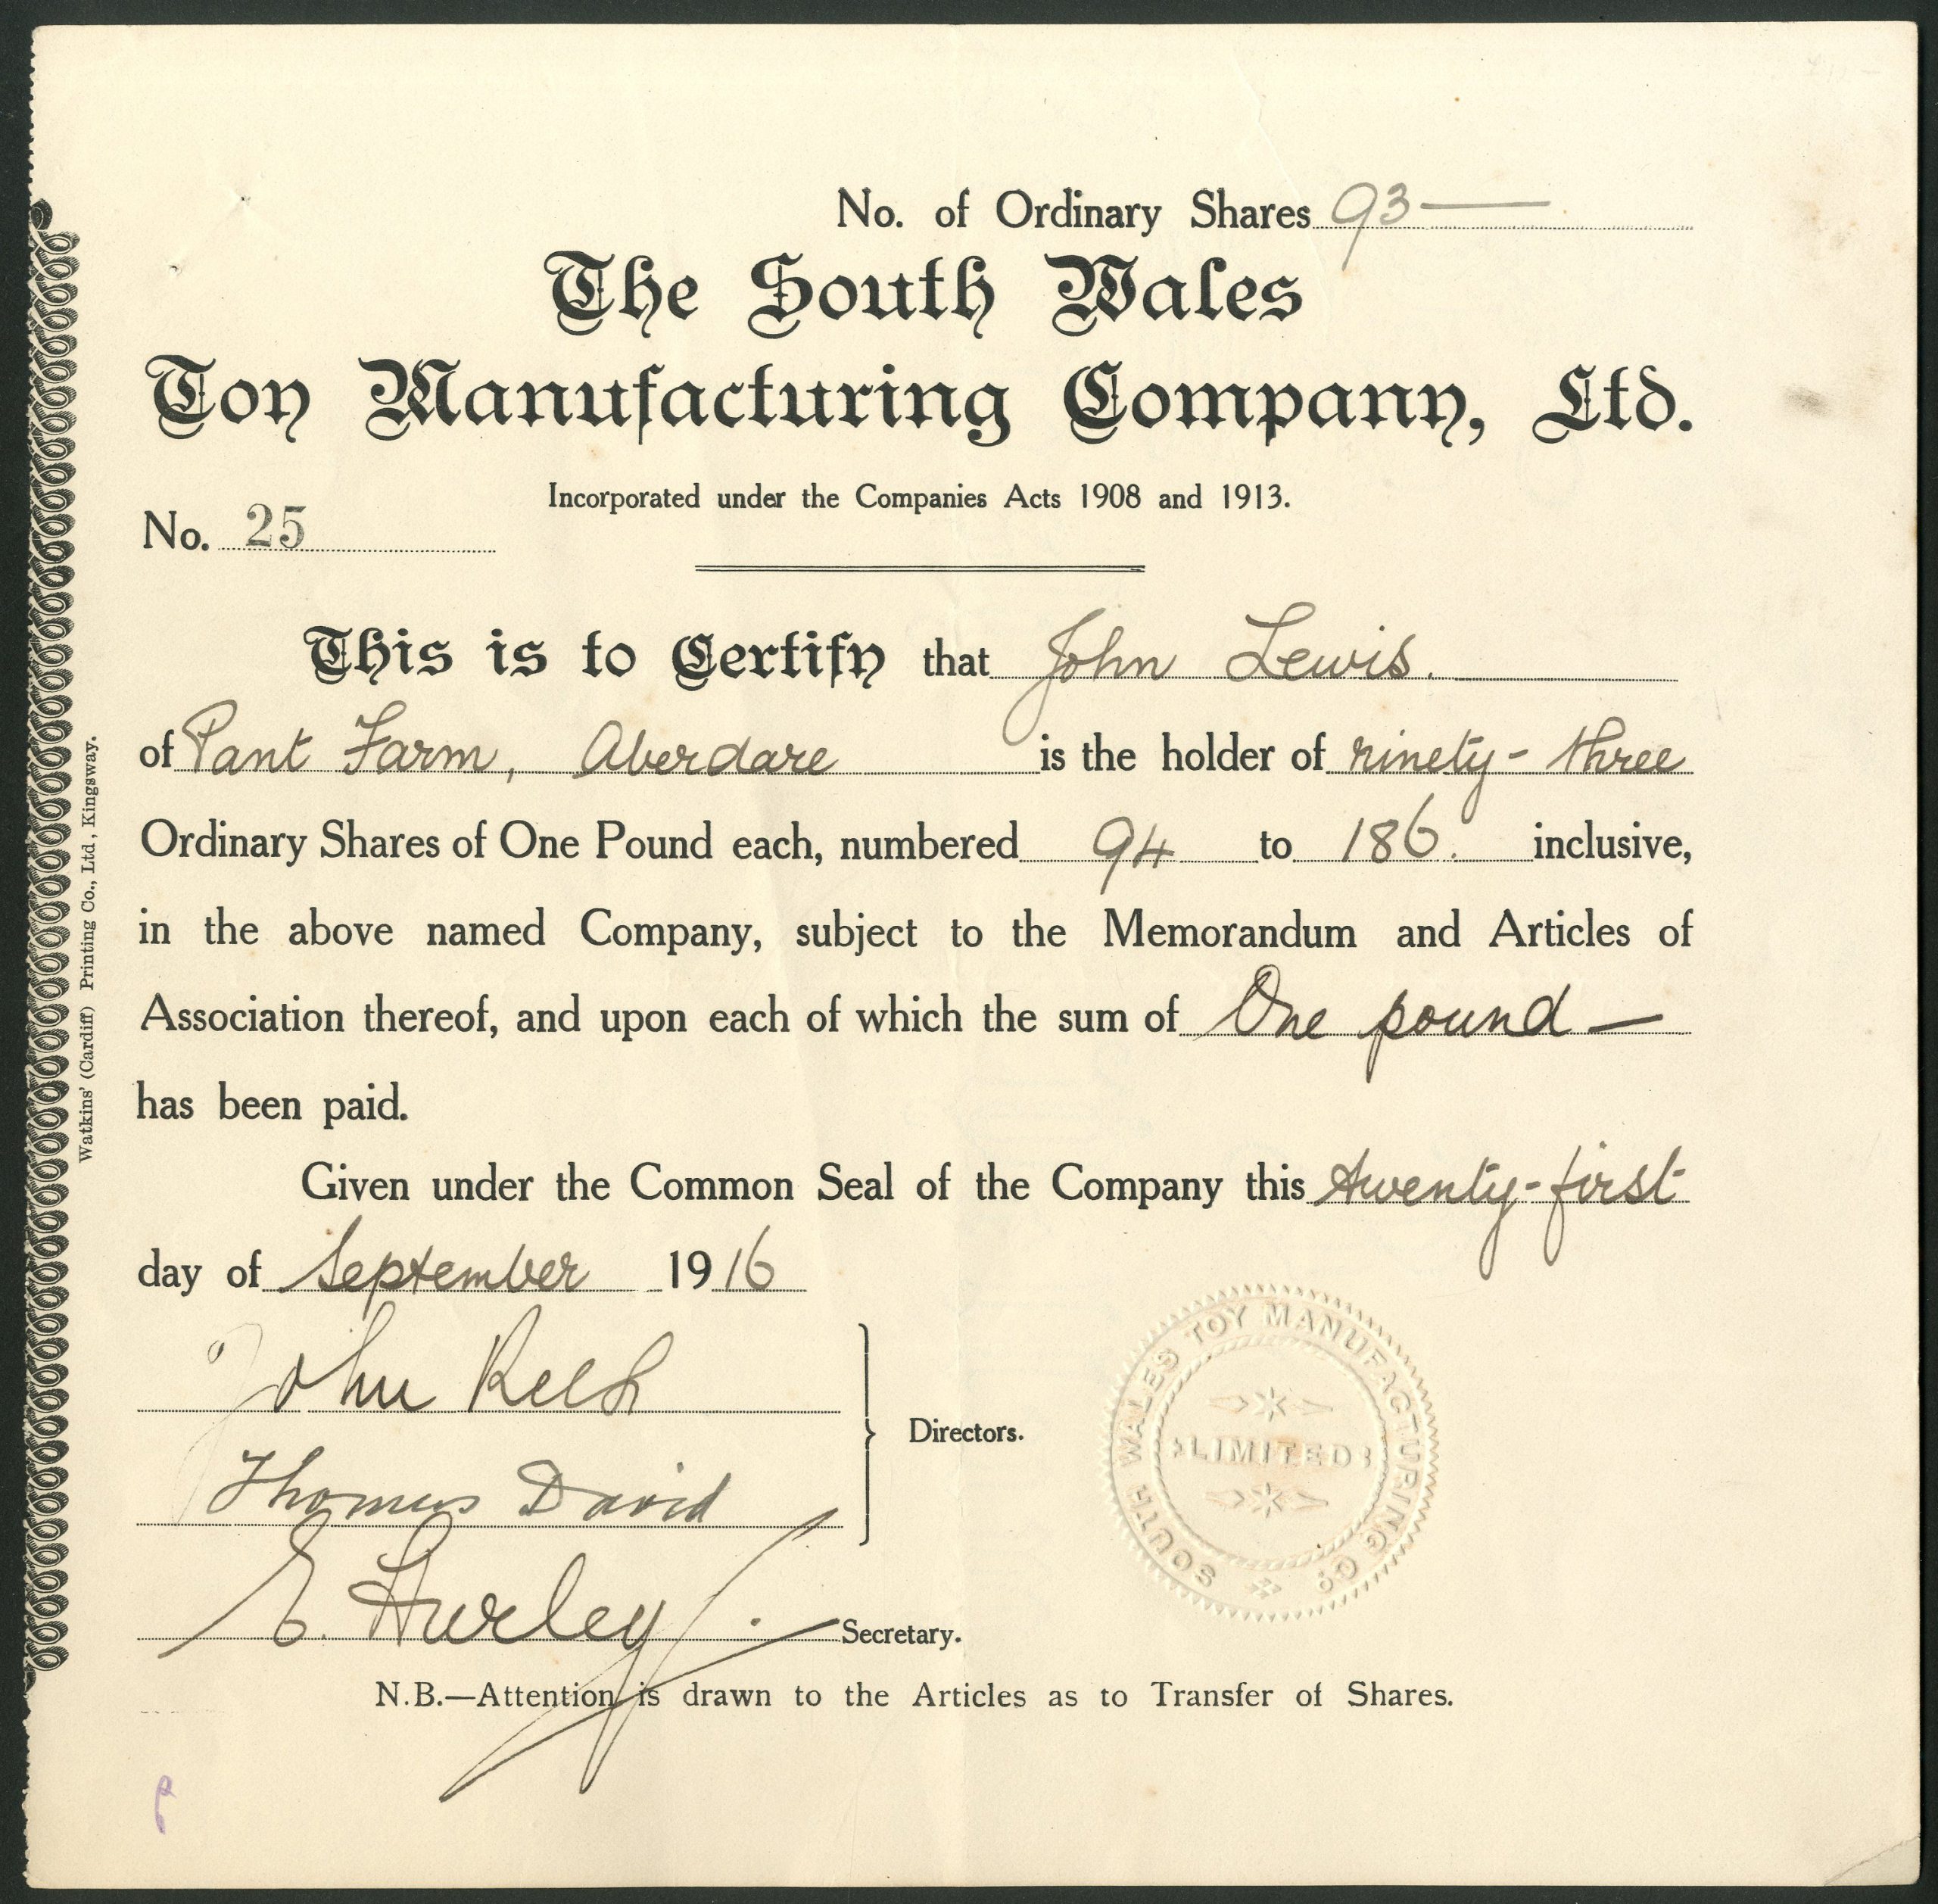 No. of Ordinary Shares 93—
The South Wales
Toy Manufacturing Company, Ltd.
Incorporated under the Companies Acts 1908 and 1913.
No. 25
This is to Certify that John Lewis.
of Pant Farm, Aberdare is the holder of ninety-three
Ordinary Shares of One Pound each, numbered 94 to 186. inclusive,
in the above named Company, subject to the Memorandum and Articles of
Association thereof, and upon each of which the sum of One pound—
has been paid.
Given under the Common Seal of the Company this twenty-first
day of September 1916
John
Thomas David
Directors.
E. Hurley
Secretary.
N.B.—Attention is drawn to the Articles as to Transfer of Shares.
SOUTH WALES TOY MANUFACTURING CO
LIMITED
Watkins' (Cardiff) Printing Co., Ltd, Kingsway.